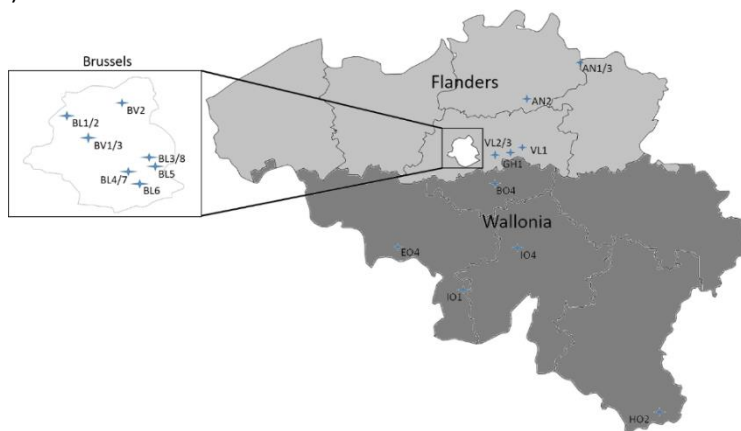 Brussels
BV2
BL1/2
BV1/3
BL3/8
BL5
BL4/7
BL6
Flanders
AN1/3
AN2
VL2/3
VL1
GH1
BO4
Wallonia
EO4
IO4
IO1
HO2